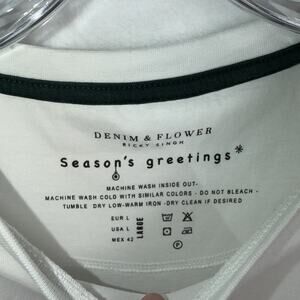 DENIM & FLOWER
RICKY SINGH
Season's greetings*
MACHINE WASH INSIDE OUT-
MACHINE WASH COLD WITH SIMILAR COLORS - DO NOT BLEACH -
TUMBLE DRY LOW-WARM IRON -DRY CLEAN IF DESIRED
EUR L
USA L
MEX 42
LARGE
P